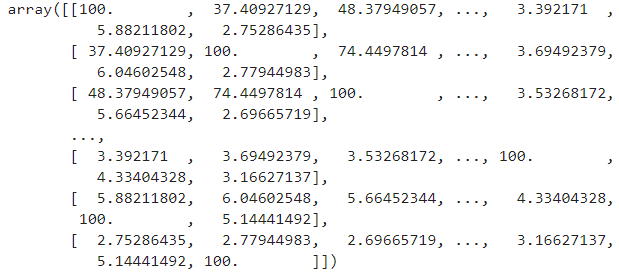 array([[100.        ,  37.40927129,  48.37949057, ...,   3.392171  ,
          5.88211802,   2.75286435],
       [ 37.40927129, 100.        ,  74.4497814 , ...,   3.69492379,
          6.04602548,   2.77944983],
       [ 48.37949057,  74.4497814 , 100.        , ...,   3.53268172,
          5.66452344,   2.69665719],
       ...,
       [  3.392171  ,   3.69492379,   3.53268172, ..., 100.        ,
          4.33404328,   3.16627137],
       [  5.88211802,   6.04602548,   5.66452344, ...,   4.33404328,
        100.        ,   5.14441492],
       [  2.75286435,   2.77944983,   2.69665719, ...,   3.16627137,
          5.14441492, 100.        ]])